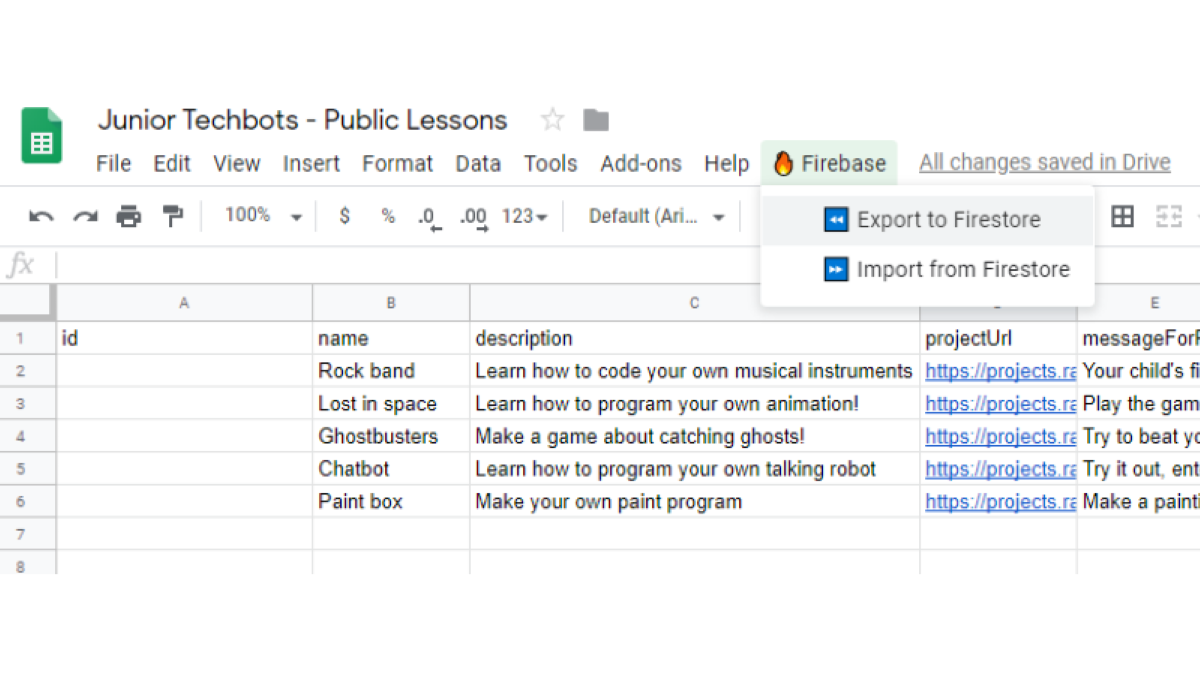 Junior Techbots - Public Lessons
File Edit View Insert Format Data Tools Add-ons Help 🔥 Firebase All changes saved in Drive
100% $ % .0 .00 123 Default (Ari...
Export to Firestore
Import from Firestore
fx
A B C E
1 id name description projectUrl messageForP
2 Rock band Learn how to code your own musical instruments https://projects.ra Your child's fi
3 Lost in space Learn how to program your own animation! https://projects.ra Play the gam
4 Ghostbusters Make a game about catching ghosts! https://projects.ra Try to beat yo
5 Chatbot Learn how to program your own talking robot https://projects.ra Try it out, ent
6 Paint box Make your own paint program https://projects.ra Make a painti
7
8